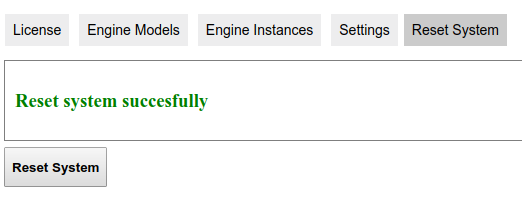 License Engine Models Engine Instances Settings Reset System
Reset system succesfully
Reset System